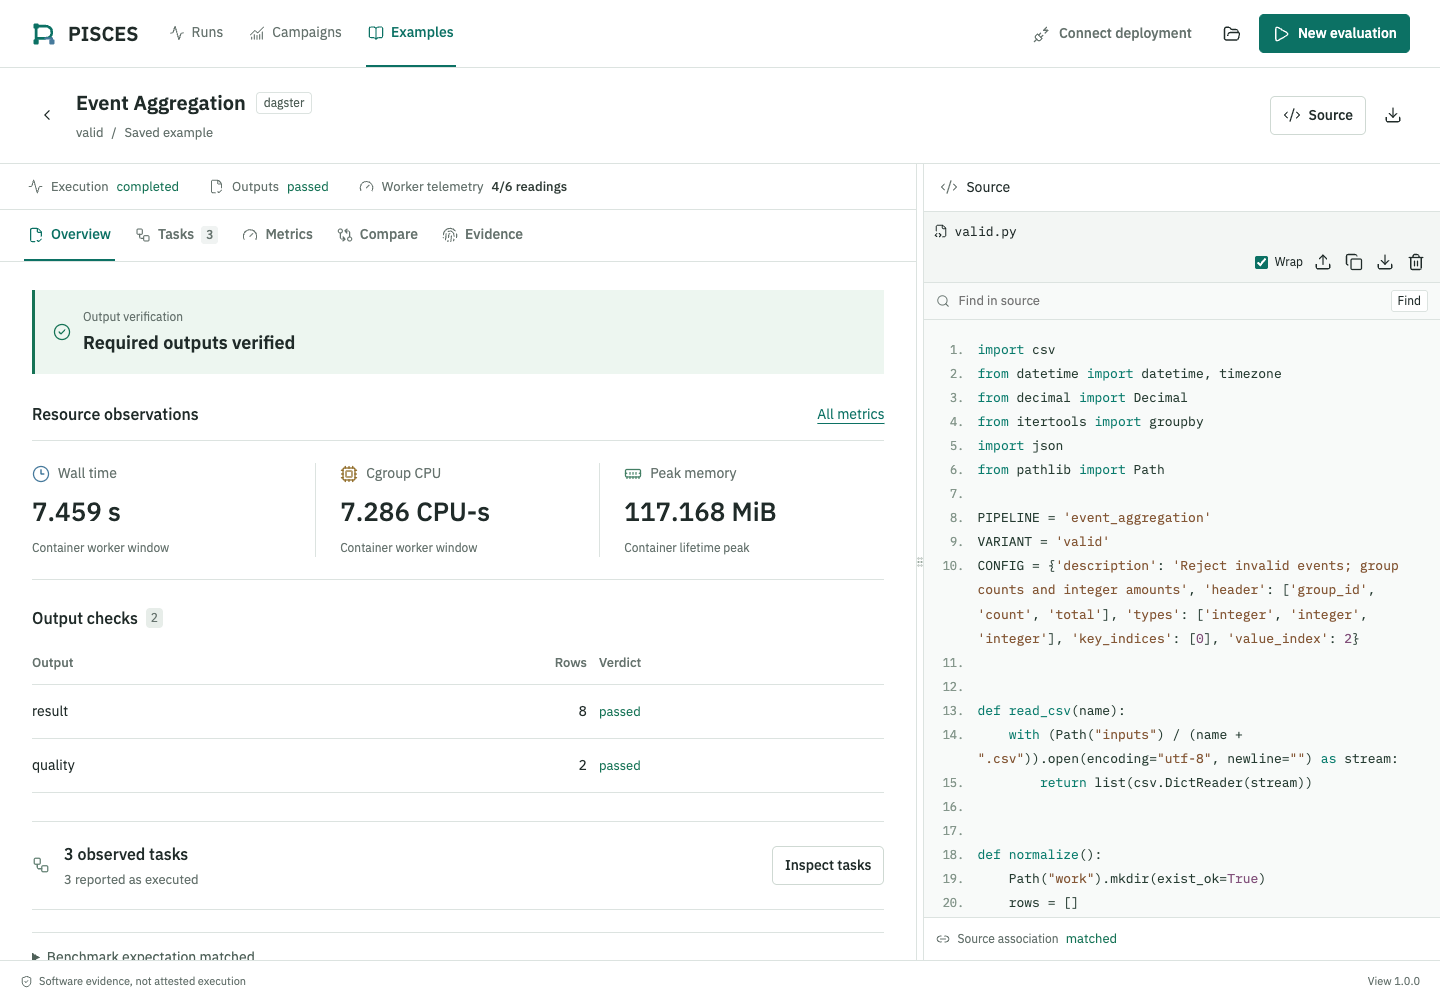 PISCES
Runs
Campaigns
Examples
Connect deployment
New evaluation
Event Aggregation
dagster
valid / Saved example
Source
Execution completed
Outputs passed
Worker telemetry 4/6 readings
Overview
Tasks 3
Metrics
Compare
Evidence
Output verification
Required outputs verified
Resource observations
All metrics
Wall time
7.459 s
Container worker window
Cgroup CPU
7.286 CPU-s
Container worker window
Peak memory
117.168 MiB
Container lifetime peak
Output checks 2
Output Rows Verdict
result 8 passed
quality 2 passed
3 observed tasks
3 reported as executed
Inspect tasks
Benchmark expectation matched
Source
valid.py
Wrap
Find in source
Find
1. import csv
2. from datetime import datetime, timezone
3. from decimal import Decimal
4. from itertools import groupby
5. import json
6. from pathlib import Path
7.
8. PIPELINE = 'event_aggregation'
9. VARIANT = 'valid'
10. CONFIG = {'description': 'Reject invalid events; group
counts and integer amounts', 'header': ['group_id',
'count', 'total'], 'types': ['integer', 'integer',
'integer'], 'key_indices': [0], 'value_index': 2}
11.
12.
13. def read_csv(name):
14.     with (Path("inputs") / (name +
".csv")).open(encoding="utf-8", newline="") as stream:
15.         return list(csv.DictReader(stream))
16.
17.
18. def normalize():
19.     Path("work").mkdir(exist_ok=True)
20.     rows = []
Source association matched
Software evidence, not attested execution
View 1.0.0